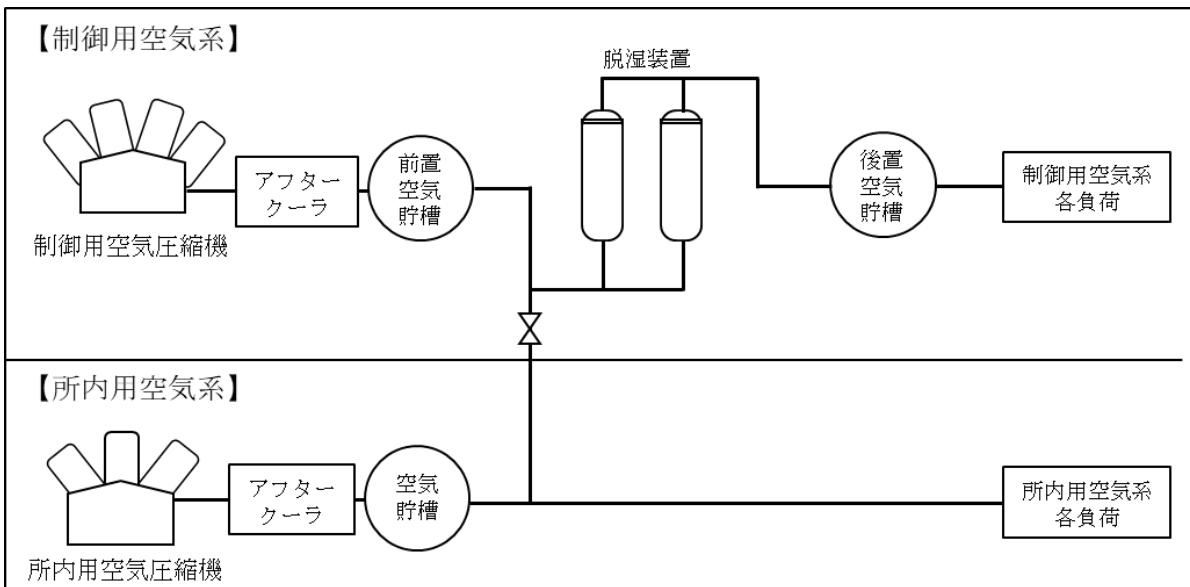 【制御用空気系】
脱湿装置
アフター
クーラ
前置
空気
貯槽
後置
空気
貯槽
制御用空気系
各負荷
制御用空気圧縮機
【所内用空気系】
アフター
クーラ
空気
貯槽
所内用空気系
各負荷
所内用空気圧縮機